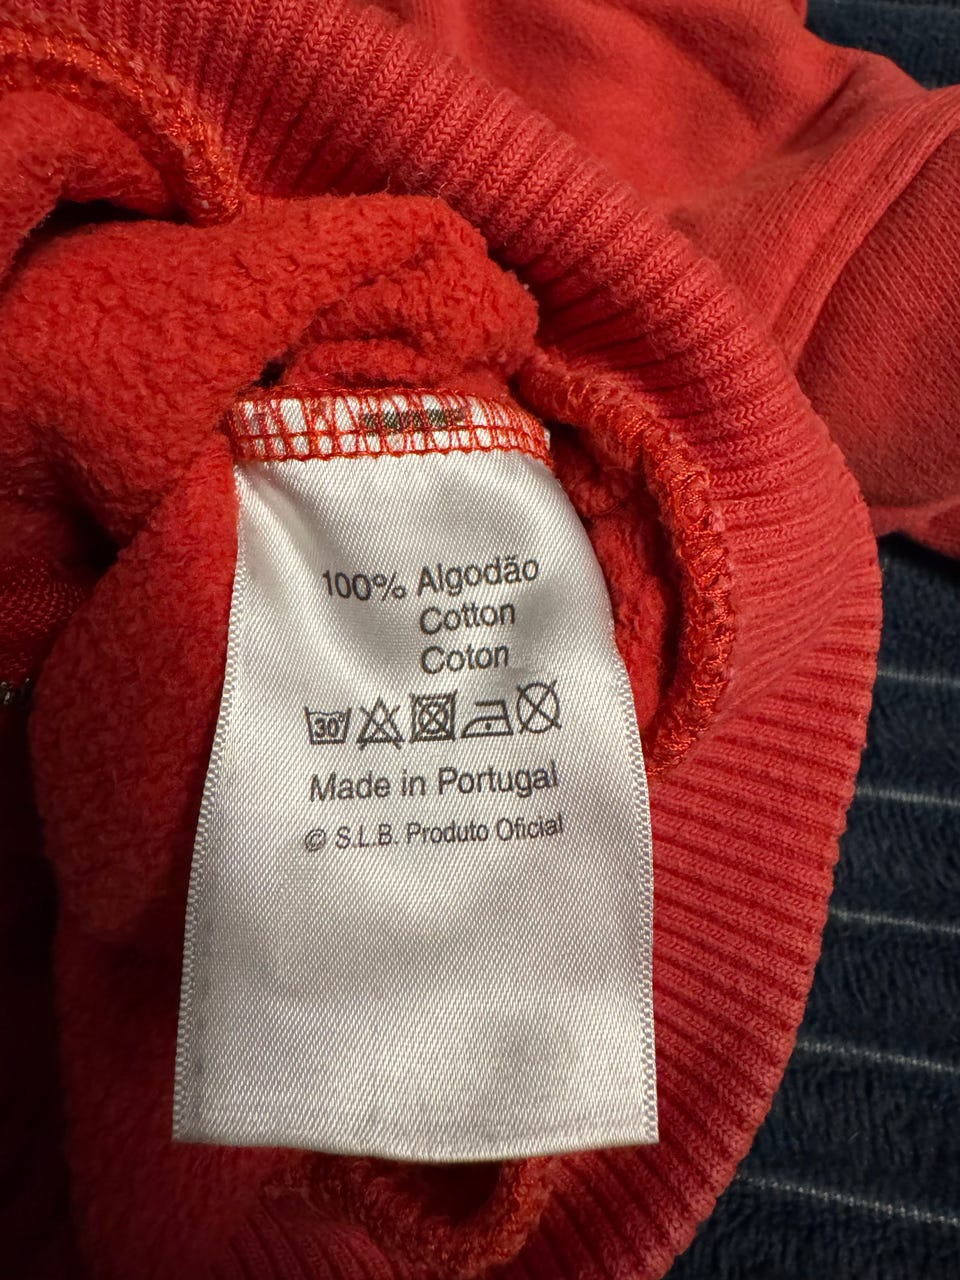 100% Algodão
Cotton
Coton
30°
Made in Portugal
© S.L.B. Produto Oficial